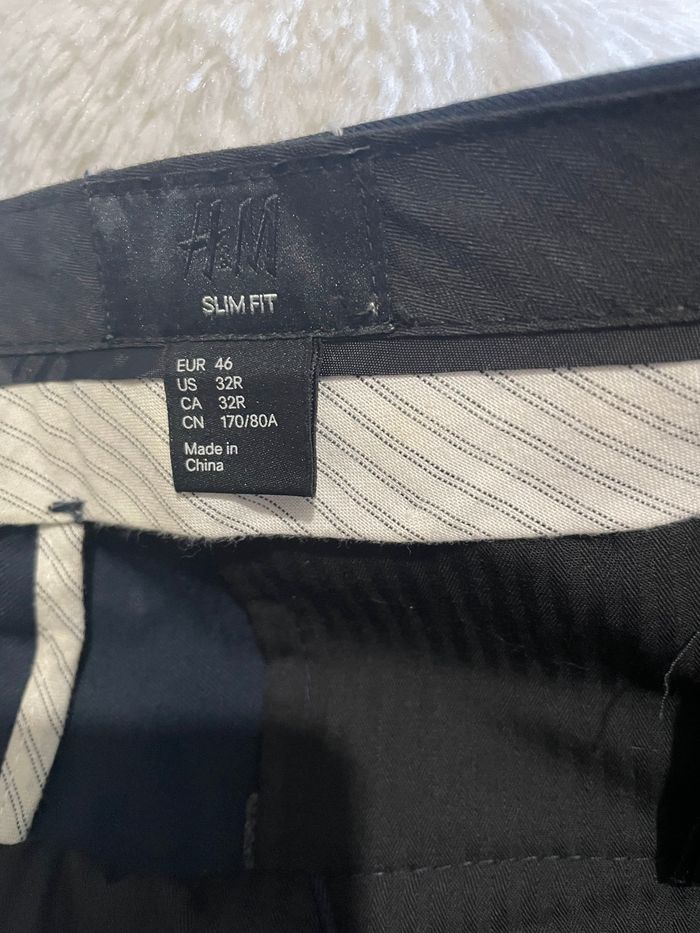 H&M
SLIM FIT
EUR 46
US 32R
CA 32R
CN 170/80A
Made in
China